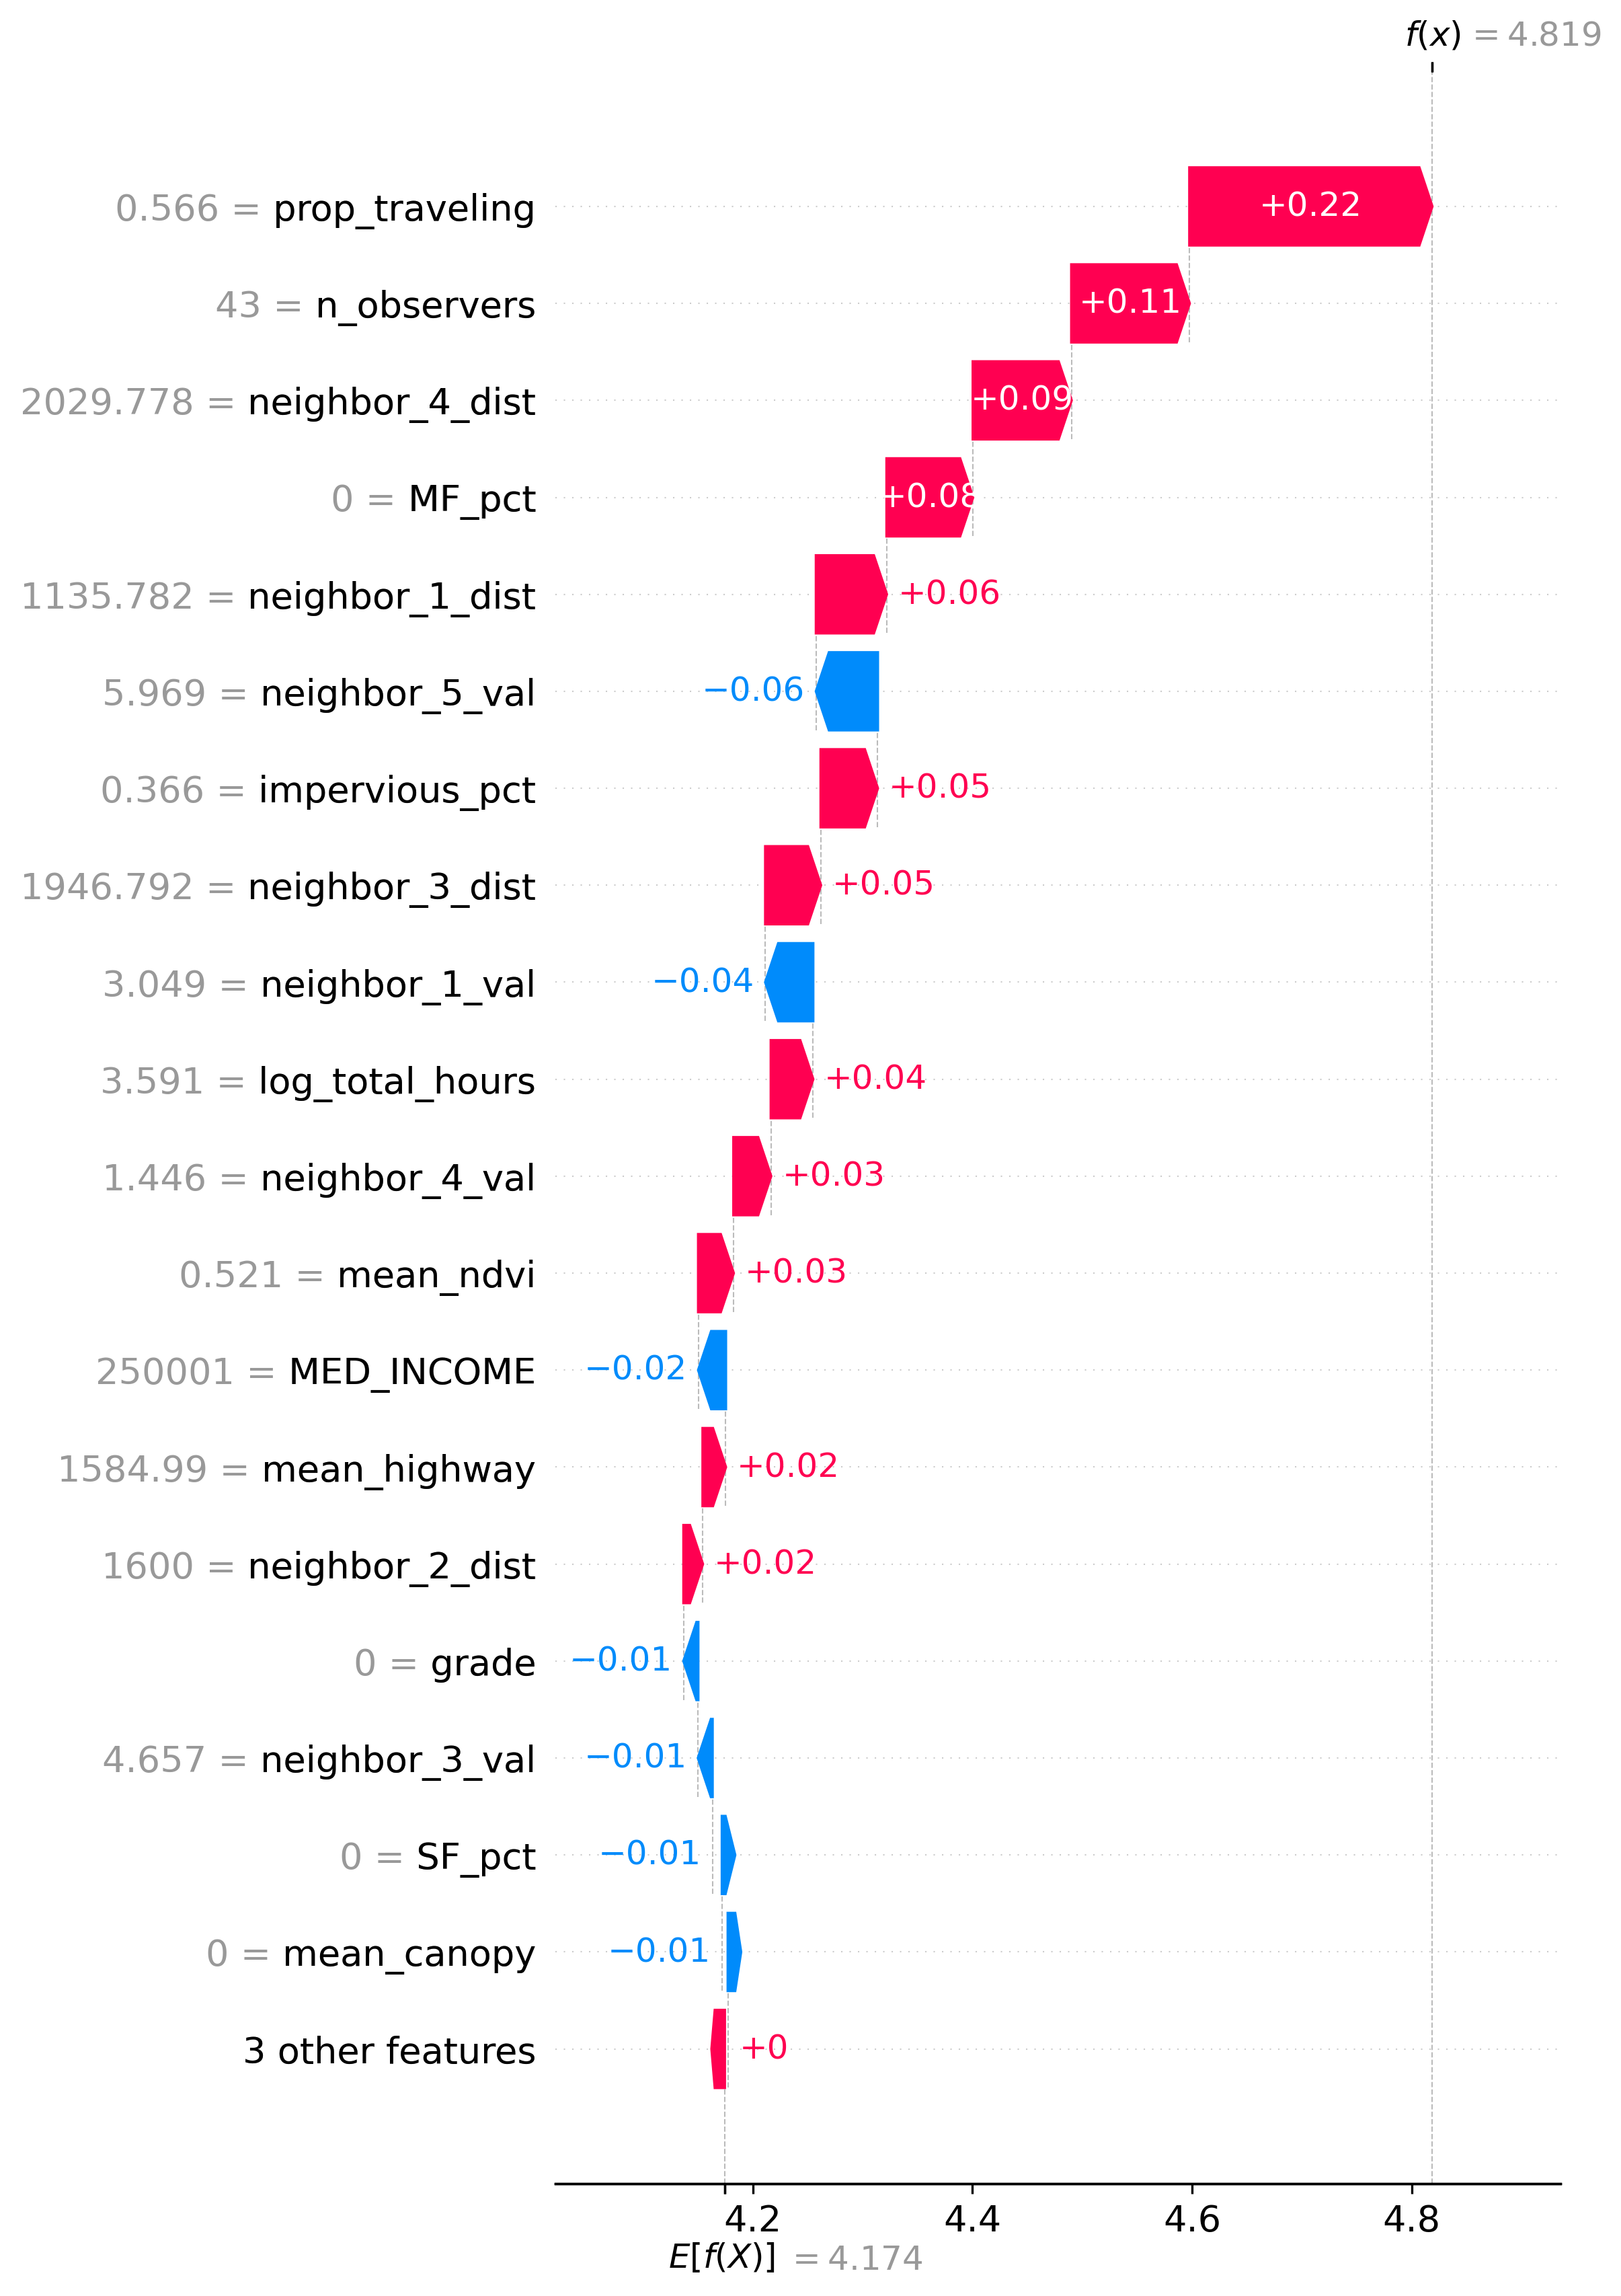 f(x) = 4.819
0.566 = prop_traveling +0.22
43 = n_observers +0.11
2029.778 = neighbor_4_dist +0.09
0 = MF_pct +0.08
1135.782 = neighbor_1_dist +0.06
5.969 = neighbor_5_val −0.06
0.366 = impervious_pct +0.05
1946.792 = neighbor_3_dist +0.05
3.049 = neighbor_1_val −0.04
3.591 = log_total_hours +0.04
1.446 = neighbor_4_val +0.03
0.521 = mean_ndvi +0.03
250001 = MED_INCOME −0.02
1584.99 = mean_highway +0.02
1600 = neighbor_2_dist +0.02
0 = grade −0.01
4.657 = neighbor_3_val −0.01
0 = SF_pct −0.01
0 = mean_canopy −0.01
3 other features +0
4.2 4.4 4.6 4.8
E[f(X)] = 4.174